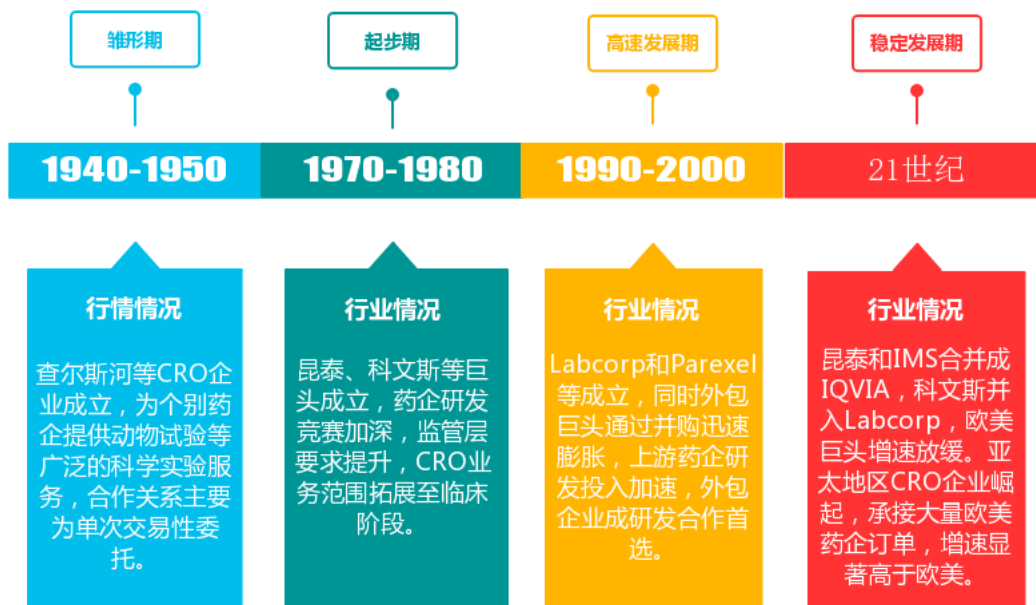 雏形期
起步期
高速发展期
稳定发展期
1940-1950
1970-1980
1990-2000
21世纪
行情情况
查尔斯河等CRO企
业成立，为个别药
企提供动物试验等
广泛的科学实验服
务，合作关系主要
为单次交易性委
托。
行业情况
昆泰、科文斯等巨
头成立，药企研发
竞赛加深，监管层
要求提升，CRO业
务范围拓展至临床
阶段。
行业情况
Labcorp和Parexel
等成立，同时外包
巨头通过并购迅速
膨胀，上游药企研
发投入加速，外包
企业成研发合作首
选。
行业情况
昆泰和IMS合并成
IQVIA，科文斯并
入Labcorp，欧美
巨头增速放缓。亚
太地区CRO企业崛
起，承接大量欧美
药企订单，增速显
著高于欧美。